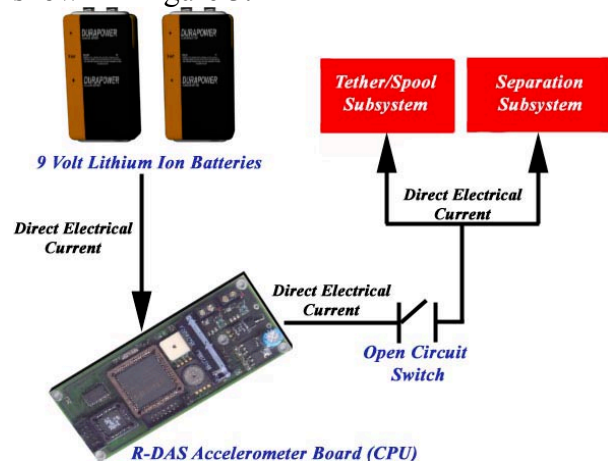 DURAPOWER
DURAPOWER
DURAPOWER
DURAPOWER
9 Volt Lithium Ion Batteries
Tether/Spool
Subsystem
Separation
Subsystem
Direct Electrical
Current
Direct Electrical
Current
Direct Electrical
Current
Open Circuit
Switch
R-DAS Accelerometer Board (CPU)